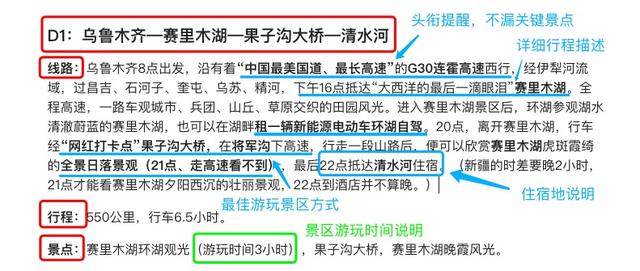 头衔提醒，不漏关键景点
D1：乌鲁木齐—赛里木湖—果子沟大桥—清水河
详细行程描述
线路：乌鲁木齐8点出发，沿有着“中国最美国道、最长高速”的G30连霍高速西行，经伊犁河流
域，过昌吉、石河子、奎屯、乌苏、精河，下午16点抵达“大西洋的最后一滴眼泪”赛里木湖。全
程高速，一路车观城市、兵团、山丘、草原交织的田园风光。进入赛里木湖景区后，环湖参观湖水
清澈蔚蓝的赛里木湖，也可以在湖畔租一辆新能源电动车环湖自驾。20点，离开赛里木湖，行车
经“网红打卡点”果子沟大桥，在将军沟下高速，行走一段山路后，便可以欣赏赛里木湖虎斑霞绮
的全景日落景观（21点、走高速看不到），最后22点抵达清水河住宿。（新疆的时差要晚2小时，
21点才能看赛里木湖夕阳西沉的壮丽景观，22点到酒店并不算晚。）
最佳游玩景区方式
住宿地说明
行程：550公里，行车6.5小时。
景区游玩时间说明
景点：赛里木湖环湖观光（游玩时间3小时），果子沟大桥，赛里木湖晚霞风光。